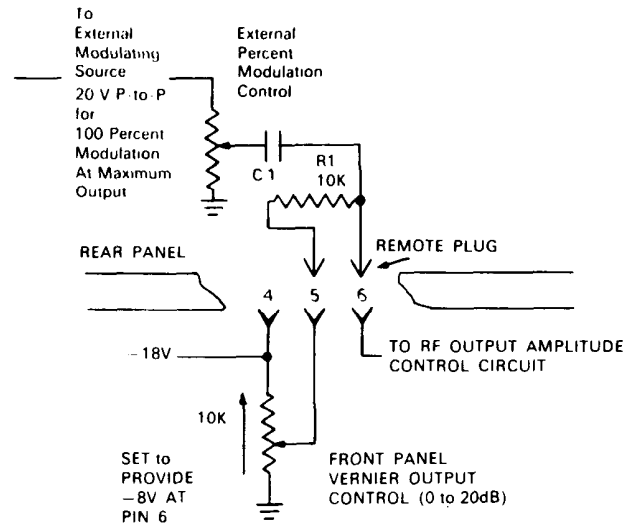 To
External
Modulating
Source
20 V P-to-P
for
100 Percent
Modulation
At Maximum
Output
External
Percent
Modulation
Control
C1
R1
10K
REAR PANEL
REMOTE PLUG
4 5 6
-18V
TO RF OUTPUT AMPLITUDE
CONTROL CIRCUIT
10K
SET to
PROVIDE
-8V AT
PIN 6
FRONT PANEL
VERNIER OUTPUT
CONTROL (0 to 20dB)